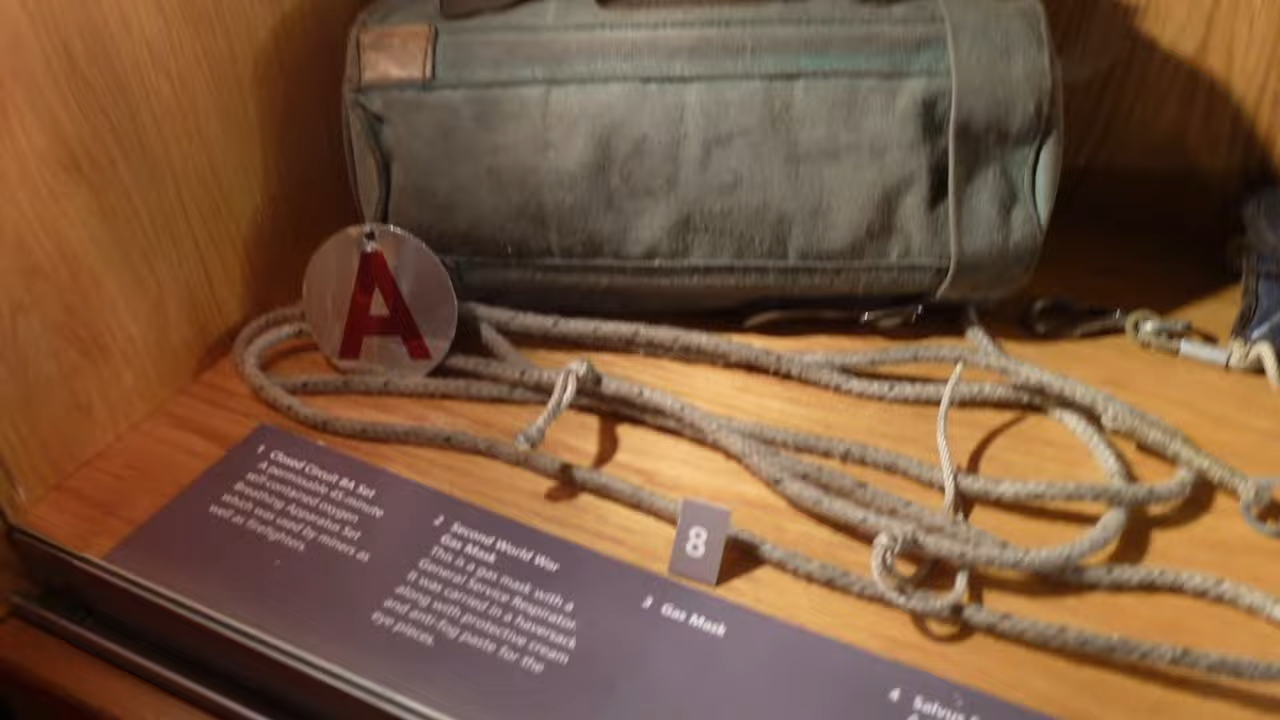 A
8
1 Closed Circuit BA Set
A permissable 45-minute
self-contained oxygen
Breathing Apparatus Set
which was used by miners as
well as firefighters.
2 Second World War
Gas Mask
This is a gas mask with a
General Service Respirator.
It was carried in a haversack
along with protective cream
and anti-fog paste for the
eye pieces.
3 Gas Mask
4 Salvus